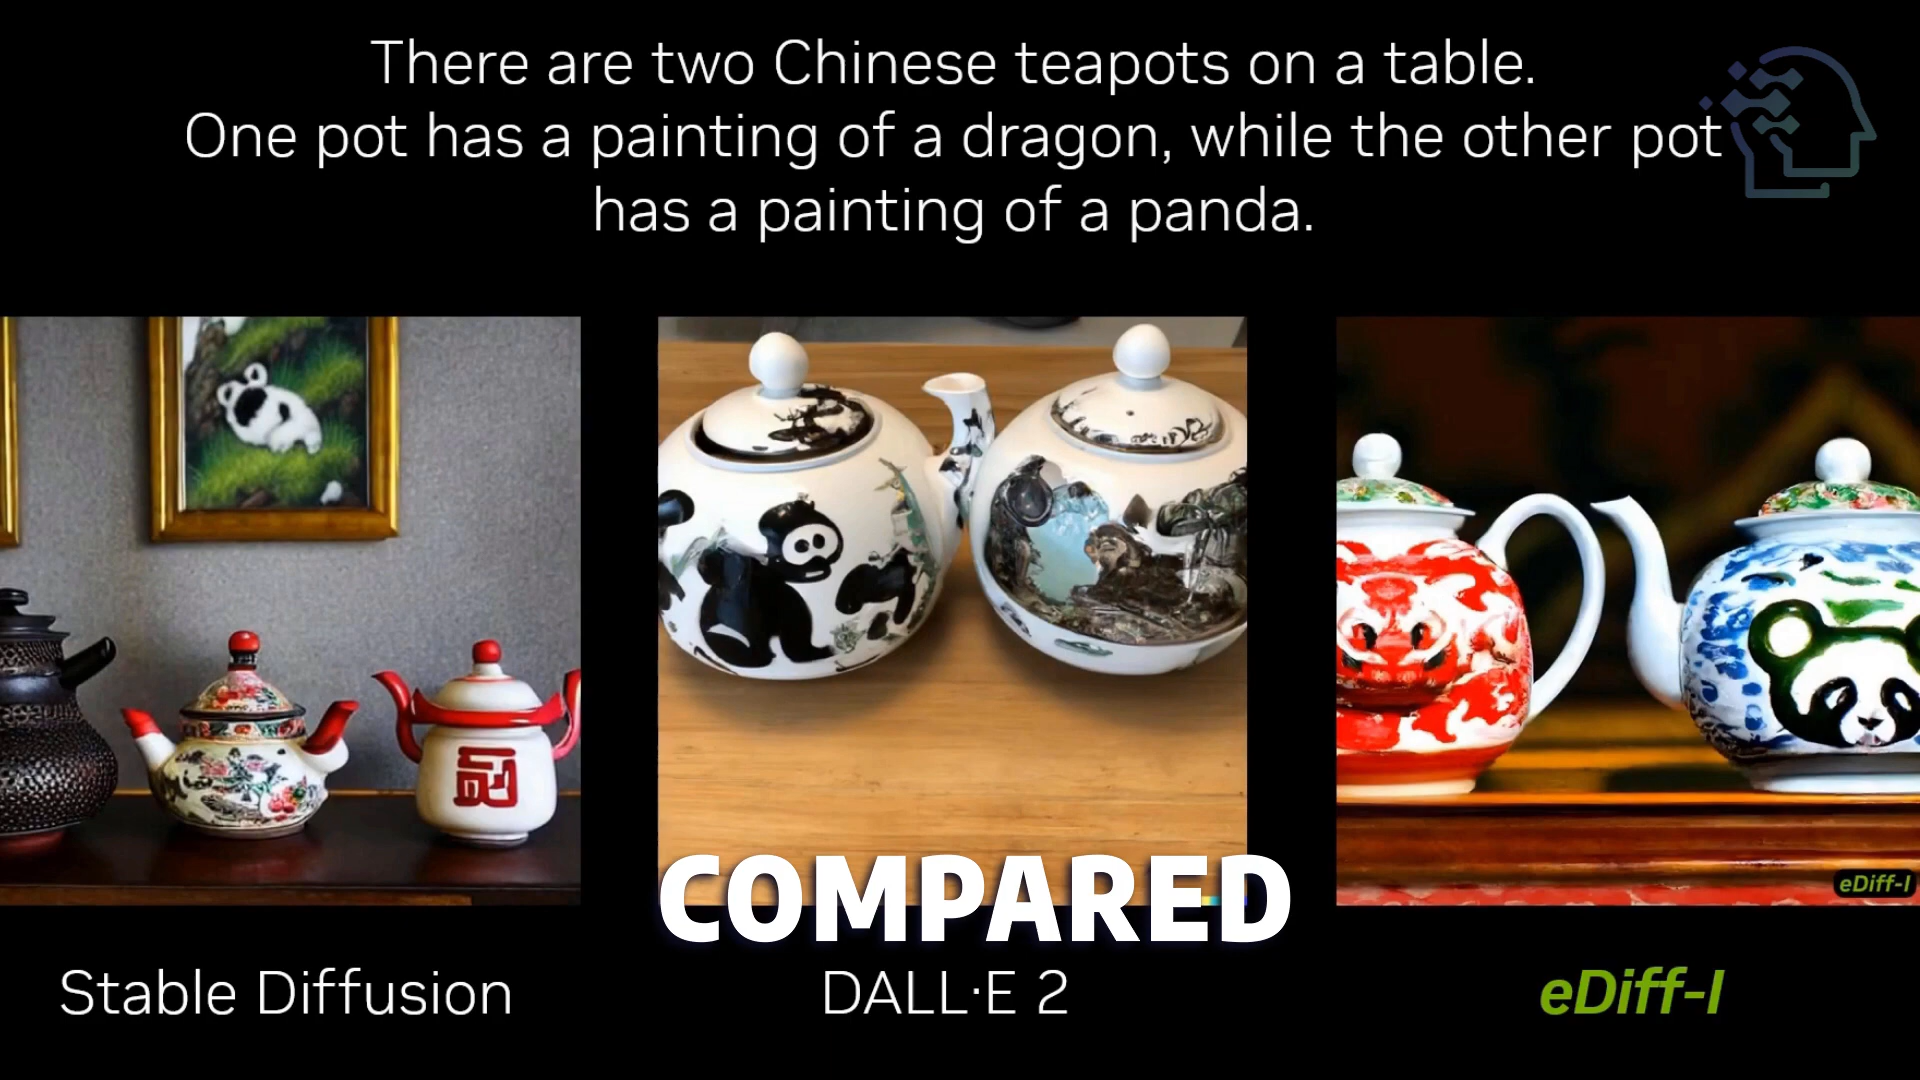 There are two Chinese teapots on a table.
One pot has a painting of a dragon, while the other pot
has a painting of a panda.
eDiff-I
COMPARED
Stable Diffusion
DALL·E 2
eDiff-I